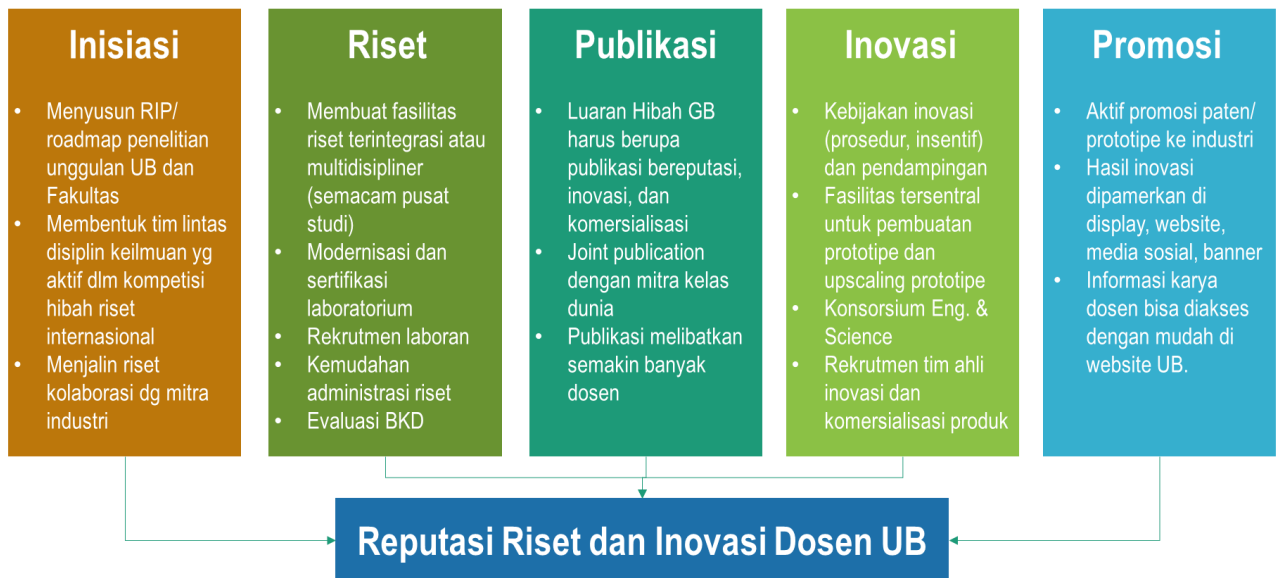 Inisiasi
• Menyusun RIP/
roadmap penelitian
unggulan UB dan
Fakultas
• Membentuk tim lintas
disiplin keilmuan yg
aktif dlm kompetisi
hibah riset
internasional
• Menjalin riset
kolaborasi dg mitra
industri
Riset
• Membuat fasilitas
riset terintegrasi atau
multidisipliner
(semacam pusat
studi)
• Modernisasi dan
sertifikasi
laboratorium
• Rekrutmen laboran
• Kemudahan
administrasi riset
• Evaluasi BKD
Publikasi
• Luaran Hibah GB
harus berupa
publikasi bereputasi,
inovasi, dan
komersialisasi
• Joint publication
dengan mitra kelas
dunia
• Publikasi melibatkan
semakin banyak
dosen
Inovasi
• Kebijakan inovasi
(prosedur, insentif)
dan pendampingan
• Fasilitas tersentral
untuk pembuatan
prototipe dan
upscaling prototipe
• Konsorsium Eng. &
Science
• Rekrutmen tim ahli
inovasi dan
komersialisasi produk
Promosi
• Aktif promosi paten/
prototipe ke industri
• Hasil inovasi
dipamerkan di
display, website,
media sosial, banner
• Informasi karya
dosen bisa diakses
dengan mudah di
website UB.
Reputasi Riset dan Inovasi Dosen UB